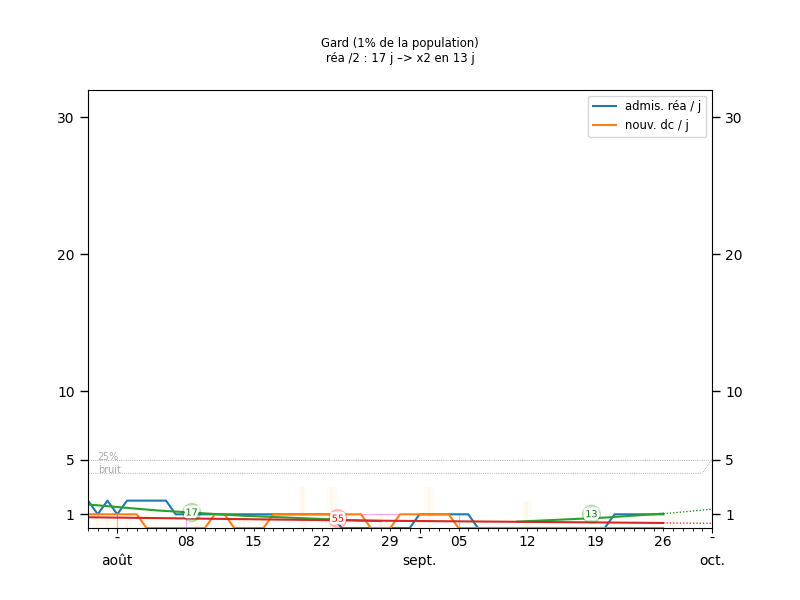 Gard (1% de la population)
réa /2 : 17 j –> x2 en 13 j
admis. réa / j
nouv. dc / j
30 30
20 20
10 10
5 5
1 1
25%
bruit
17
55
13
- 08 15 22 29 - 05 12 19 26 -
août sept. oct.